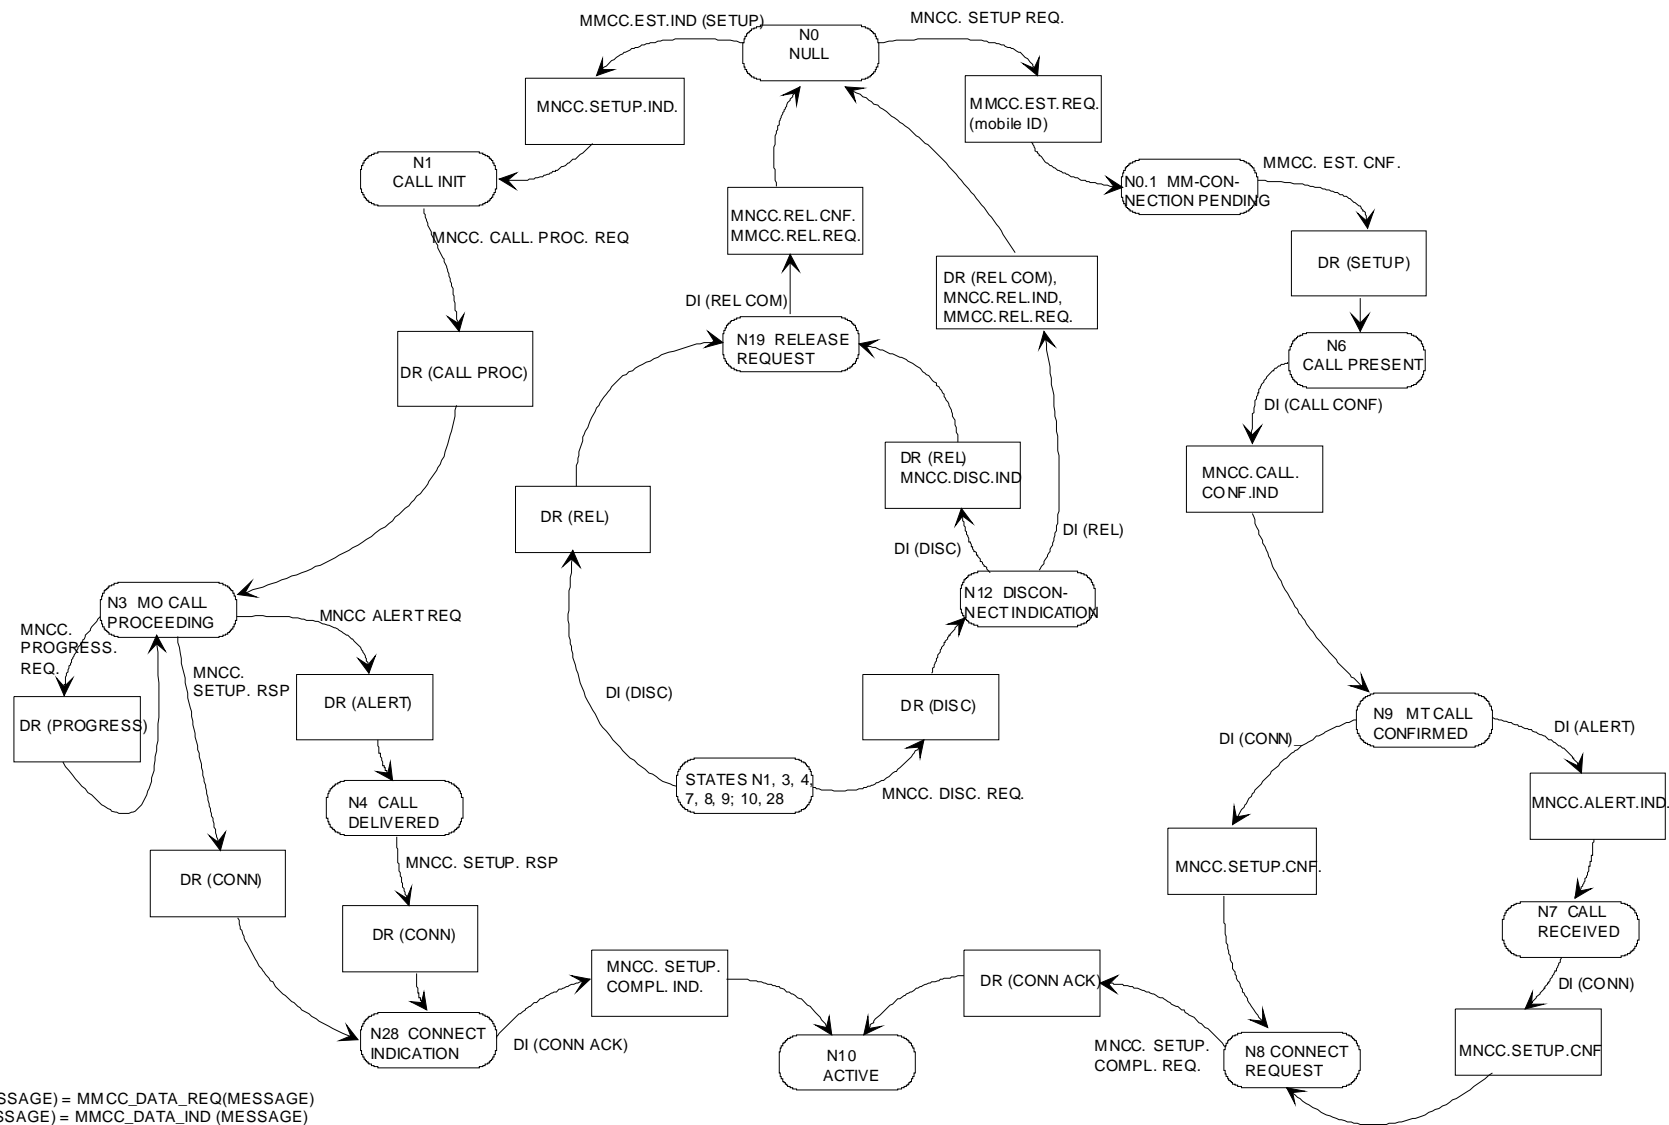 MMCC.EST.IND (SETUP)
MNCC. SETUP REQ.
N0
NULL
MNCC.SETUP.IND.
MMCC.EST.REQ.
(mobile ID)
N1
CALL INIT
N0.1 MM-CON-
NECTION PENDING
MMCC. EST. CNF.
MNCC. CALL. PROC. REQ
MNCC.REL.CNF.
MMCC.REL.REQ.
DR (SETUP)
DR (REL COM),
MNCC.REL.IND,
MMCC.REL.REQ.
DI (REL COM)
N19 RELEASE
REQUEST
N6
CALL PRESENT
DR (CALL PROC)
DI (CALL CONF)
DR (REL)
MNCC.DISC.IND
MNCC.CALL.
CONF.IND
DR (REL)
DI (DISC)
DI (REL)
N3 MO CALL
PROCEEDING
MNCC ALERT REQ
N12 DISCON-
NECT INDICATION
MNCC.
PROGRESS.
REQ.
MNCC.
SETUP. RSP
DI (DISC)
DR (ALERT)
DR (DISC)
DR (PROGRESS)
N9 MT CALL
CONFIRMED
DI (CONN)
DI (ALERT)
STATES N1, 3, 4,
7, 8, 9; 10, 28
MNCC. DISC. REQ.
N4 CALL
DELIVERED
MNCC.ALERT.IND.
MNCC. SETUP. RSP
MNCC.SETUP.CNF.
DR (CONN)
DR (CONN)
N7 CALL
RECEIVED
MNCC. SETUP.
COMPL. IND.
DR (CONN ACK)
DI (CONN)
N28 CONNECT
INDICATION
DI (CONN ACK)
N10
ACTIVE
MNCC. SETUP.
COMPL. REQ.
N8 CONNECT
REQUEST
MNCC.SETUP.CNF
SSAGE) = MMCC_DATA_REQ(MESSAGE)
SSAGE) = MMCC_DATA_IND (MESSAGE)